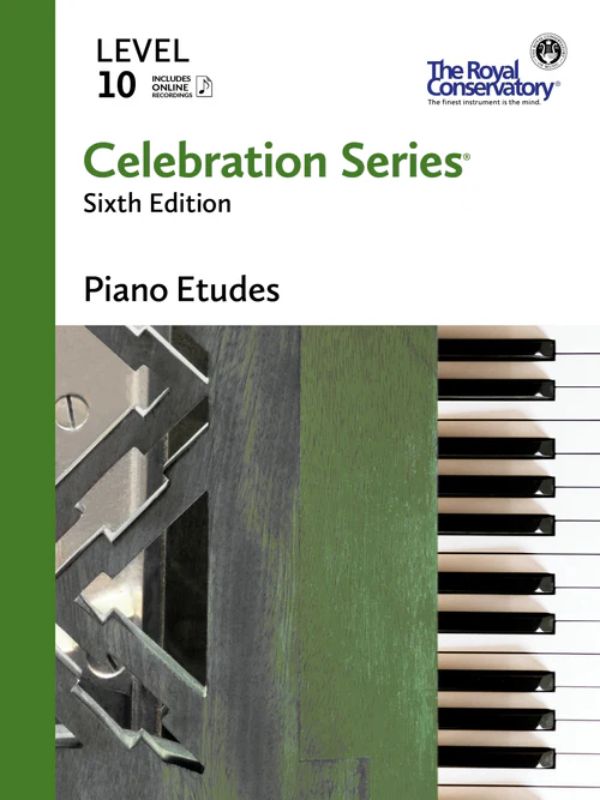 LEVEL
10
INCLUDES
ONLINE
RECORDINGS
The Royal
Conservatory®
The finest instrument is the mind.
Celebration Series®
Sixth Edition
Piano Etudes